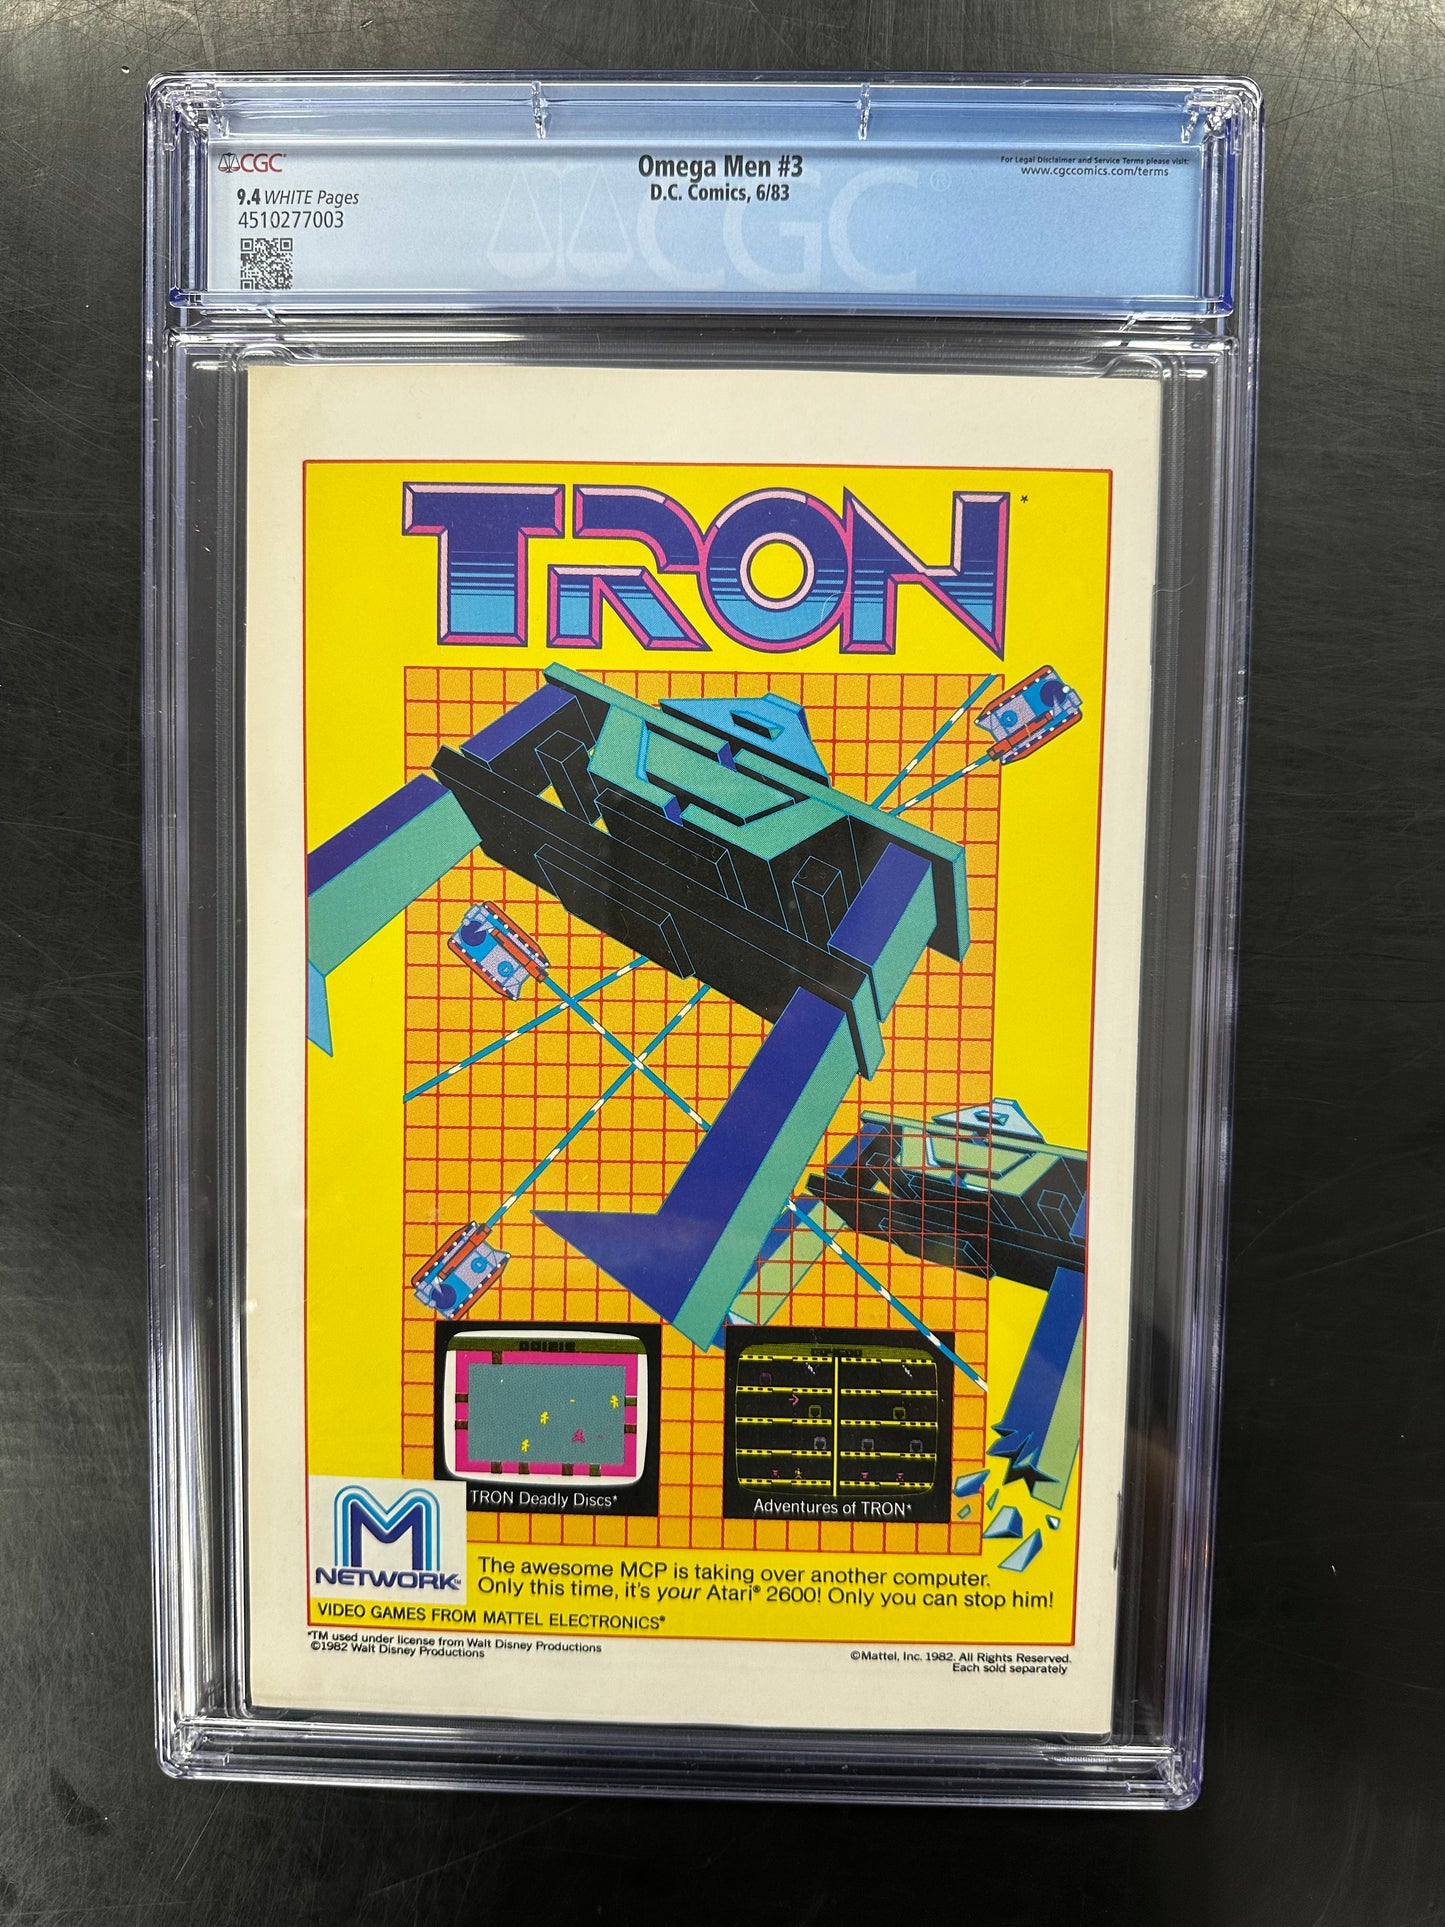 CGC
9.4 WHITE Pages
4510277003
Omega Men #3
D.C. Comics, 6/83
For Legal Disclaimer and Service Terms please visit:
www.cgccomics.com/terms
CGC®
TRON*
TRON Deadly Discs*
Adventures of TRON*
M
NETWORK™
The awesome MCP is taking over another computer.
Only this time, it's your Atari® 2600! Only you can stop him!
VIDEO GAMES FROM MATTEL ELECTRONICS®
*TM used under license from Walt Disney Productions
©1982 Walt Disney Productions
©Mattel, Inc. 1982. All Rights Reserved.
Each sold separately